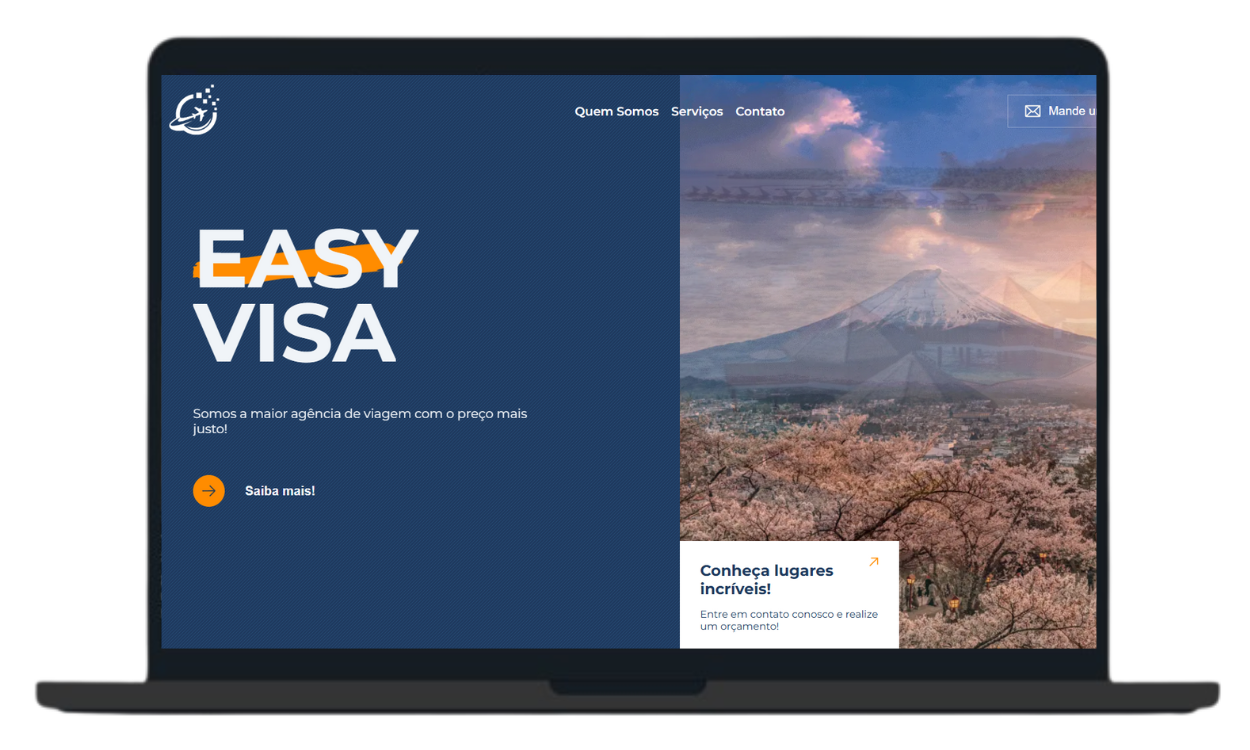 Quem Somos Serviços Contato
Mande u
EASY
VISA
Somos a maior agência de viagem com o preço mais
justo!
Saiba mais!
Conheça lugares
incríveis!
Entre em contato conosco e realize
um orçamento!